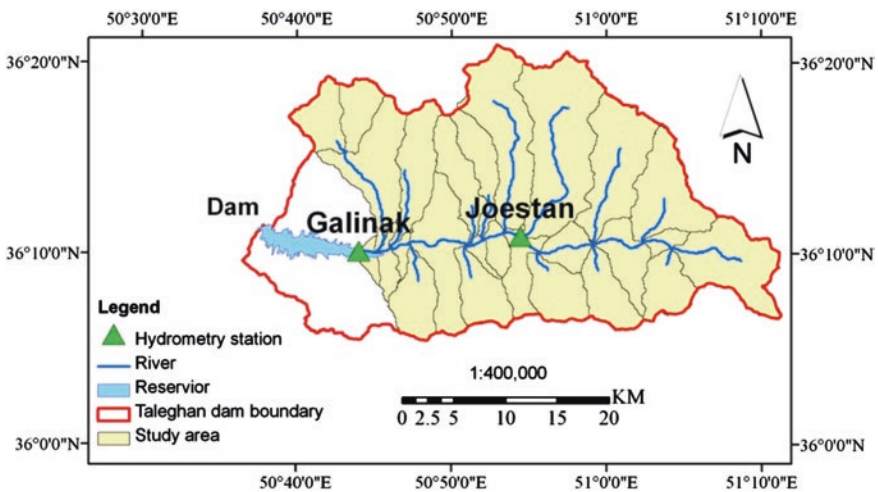 50°30'0"E 50°40'0"E 50°50'0"E 51°0'0"E 51°10'0"E
36°20'0"N 36°20'0"N
N
Dam
Galinak
Joestan
36°10'0"N 36°10'0"N
Legend
Hydrometry station
River
Reservior
Taleghan dam boundary
Study area
1:400,000
KM
0 2.5 5 10 15 20
36°0'0"N 36°0'0"N
50°40'0"E 50°50'0"E 51°0'0"E 51°10'0"E